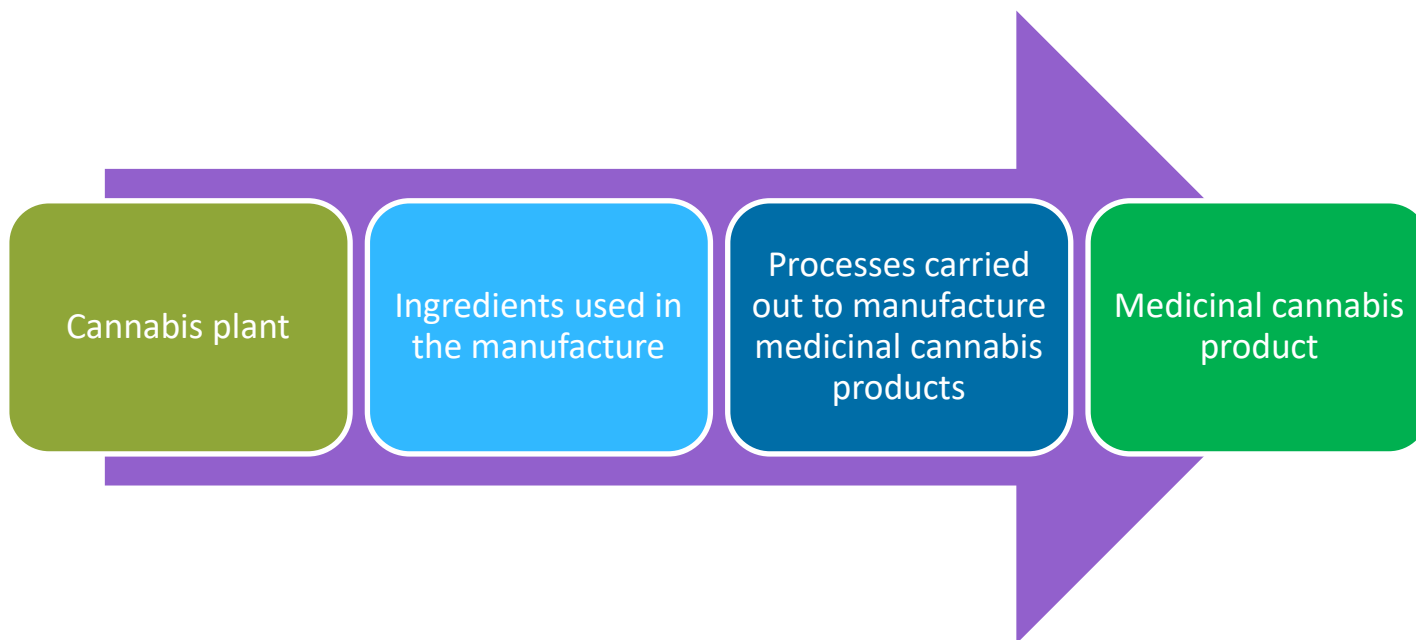 Cannabis plant
Ingredients used in
the manufacture
Processes carried
out to manufacture
medicinal cannabis
products
Medicinal cannabis
product